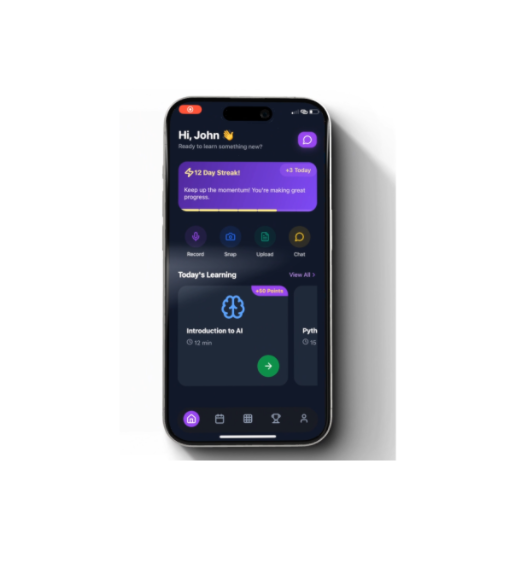 Hi, John 👋
Ready to learn something new?
12 Day Streak!
+3 Today
Keep up the momentum! You're making great
progress.
Record
Snap
Upload
Chat
Today's Learning
View All >
+50 Points
Introduction to AI
12 min
Pyth
15